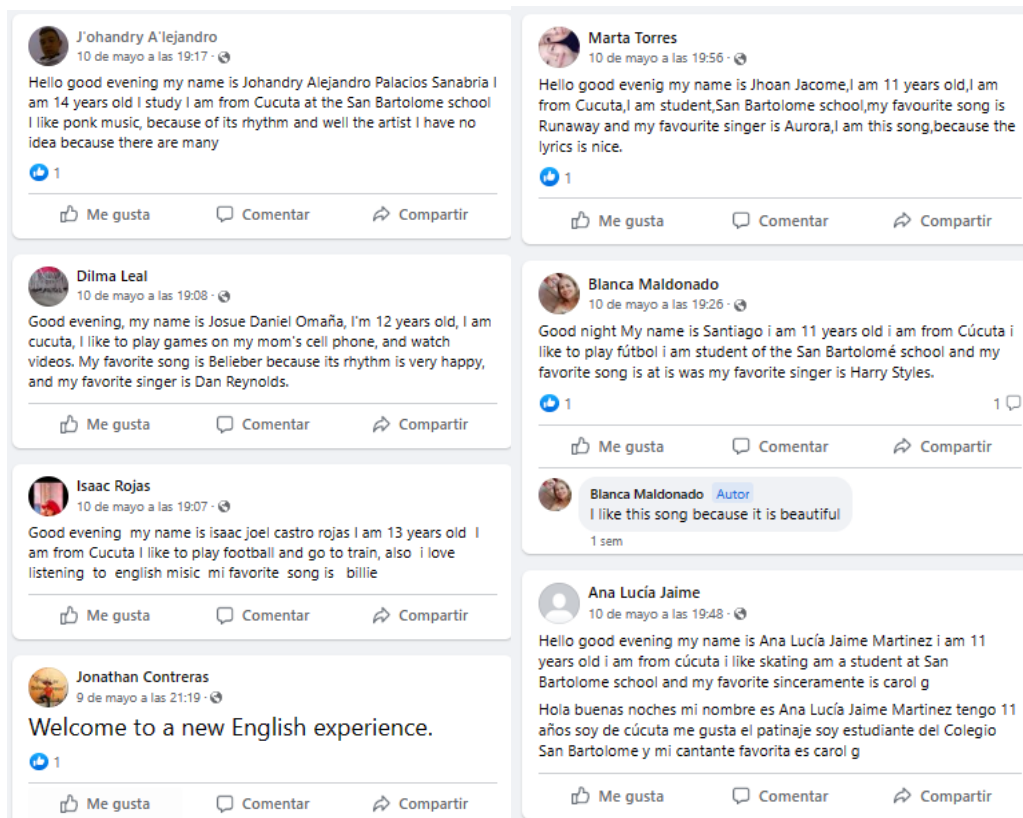 J'ohandry A'lejandro
10 de mayo a las 19:17 ·
Hello good evening my name is Johandry Alejandro Palacios Sanabria I
am 14 years old I study I am from Cucuta at the San Bartolome school
I like ponk music, because of its rhythm and well the artist I have no
idea because there are many
1
Me gusta Comentar Compartir
Dilma Leal
10 de mayo a las 19:08 ·
Good evening, my name is Josue Daniel Omaña, I'm 12 years old, I am
cucuta, I like to play games on my mom's cell phone, and watch
videos. My favorite song is Belieber because its rhythm is very happy,
and my favorite singer is Dan Reynolds.
Me gusta Comentar Compartir
Isaac Rojas
10 de mayo a las 19:07 ·
Good evening my name is isaac joel castro rojas I am 13 years old I
am from Cucuta I like to play football and go to train, also i love
listening to english misic mi favorite song is billie
Me gusta Comentar Compartir
Jonathan Contreras
9 de mayo a las 21:19 ·
Welcome to a new English experience.
1
Me gusta Comentar Compartir
Marta Torres
10 de mayo a las 19:56 ·
Hello good evenig my name is Jhoan Jacome,I am 11 years old,I am
from Cucuta,I am student,San Bartolome school,my favourite song is
Runaway and my favourite singer is Aurora,I am this song,because the
lyrics is nice.
1
Me gusta Comentar Compartir
Blanca Maldonado
10 de mayo a las 19:26 ·
Good night My name is Santiago i am 11 years old i am from Cúcuta i
like to play fútbol i am student of the San Bartolomé school and my
favorite song is at is was my favorite singer is Harry Styles.
1 1
Me gusta Comentar Compartir
Blanca Maldonado Autor
I like this song because it is beautiful
1 sem
Ana Lucía Jaime
10 de mayo a las 19:48 ·
Hello good evening my name is Ana Lucía Jaime Martinez i am 11
years old i am from cúcuta i like skating am a student at San
Bartolome school and my favorite sinceramente is carol g
Hola buenas noches mi nombre es Ana Lucía Jaime Martinez tengo 11
años soy de cúcuta me gusta el patinaje soy estudiante del Colegio
San Bartolome y mi cantante favorita es carol g
Me gusta Comentar Compartir